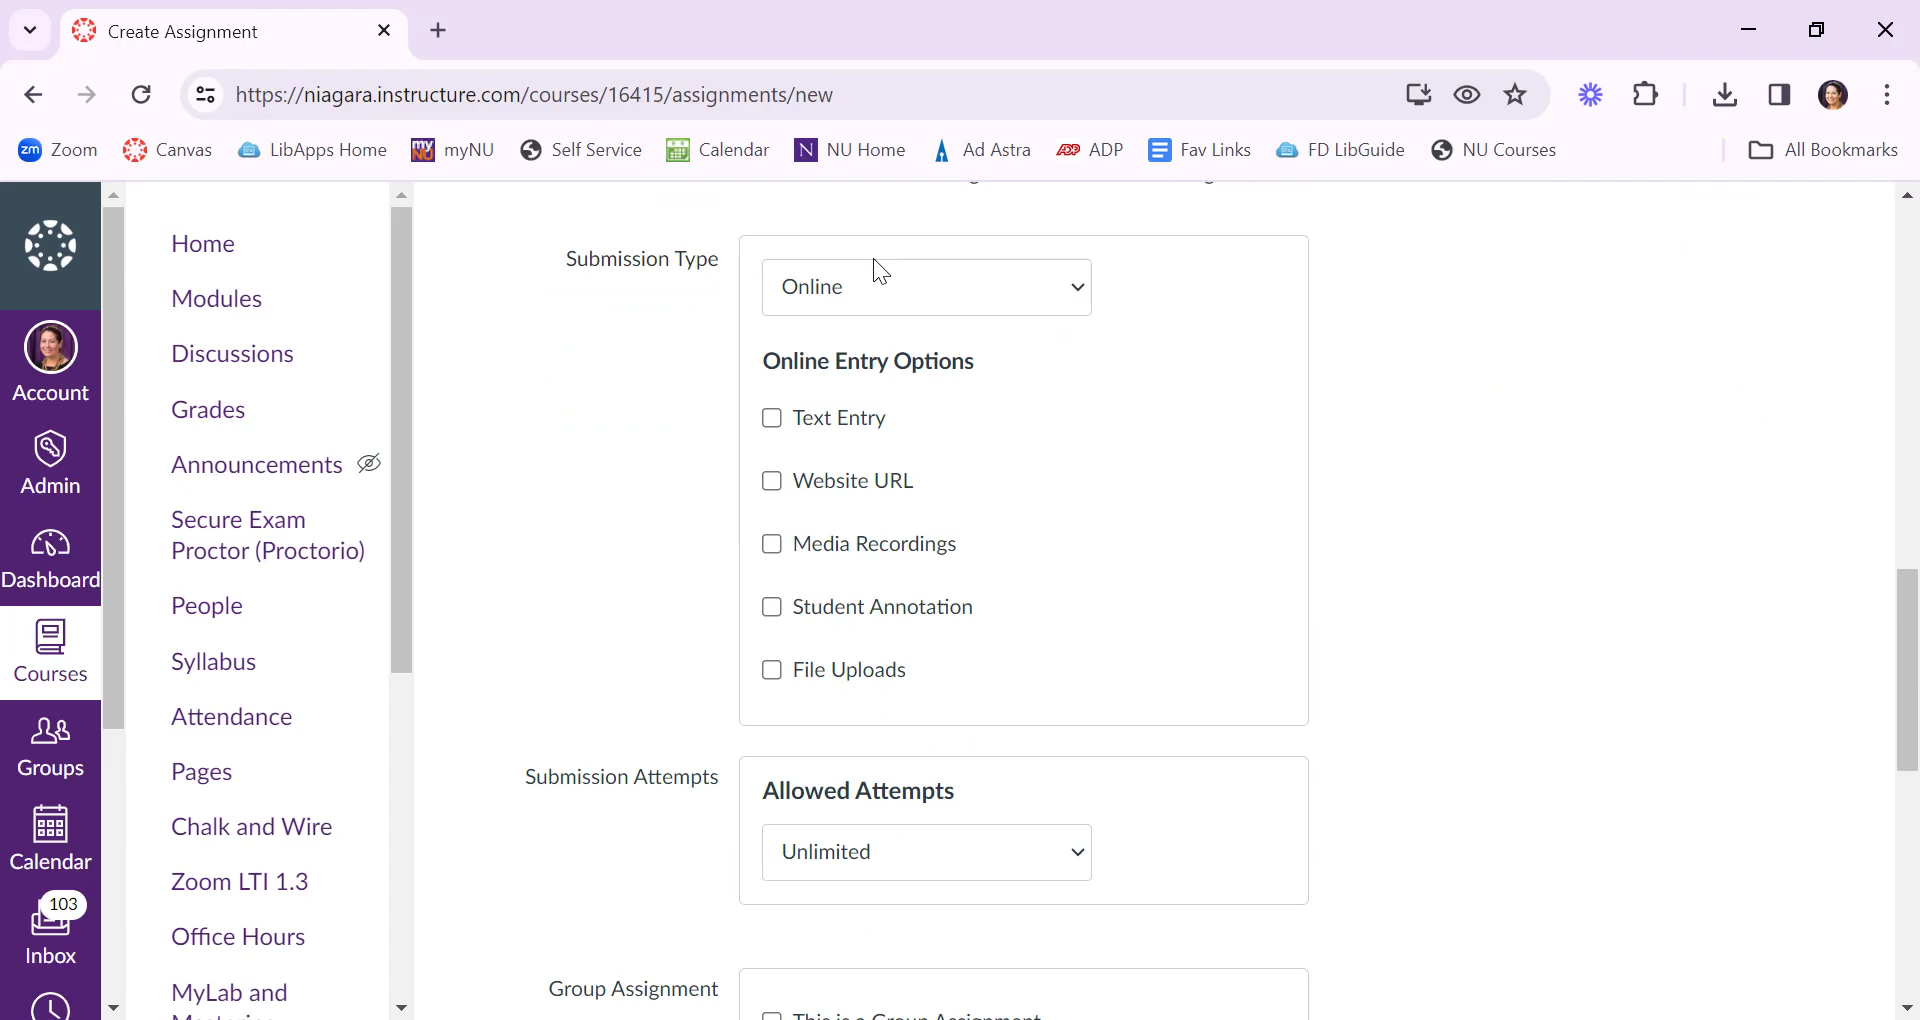 Create Assignment
https://niagara.instructure.com/courses/16415/assignments/new
zm Zoom Canvas LibApps Home myNU Self Service Calendar N NU Home Ad Astra ADP ADP Fav Links FD LibGuide NU Courses All Bookmarks
Account
Admin
Dashboard
Courses
Groups
Calendar
103
Inbox
Home
Modules
Discussions
Grades
Announcements
Secure Exam
Proctor (Proctorio)
People
Syllabus
Attendance
Pages
Chalk and Wire
Zoom LTI 1.3
Office Hours
MyLab and
Submission Type
Online
Online Entry Options
Text Entry
Website URL
Media Recordings
Student Annotation
File Uploads
Submission Attempts
Allowed Attempts
Unlimited
Group Assignment
This is a Group Assignment